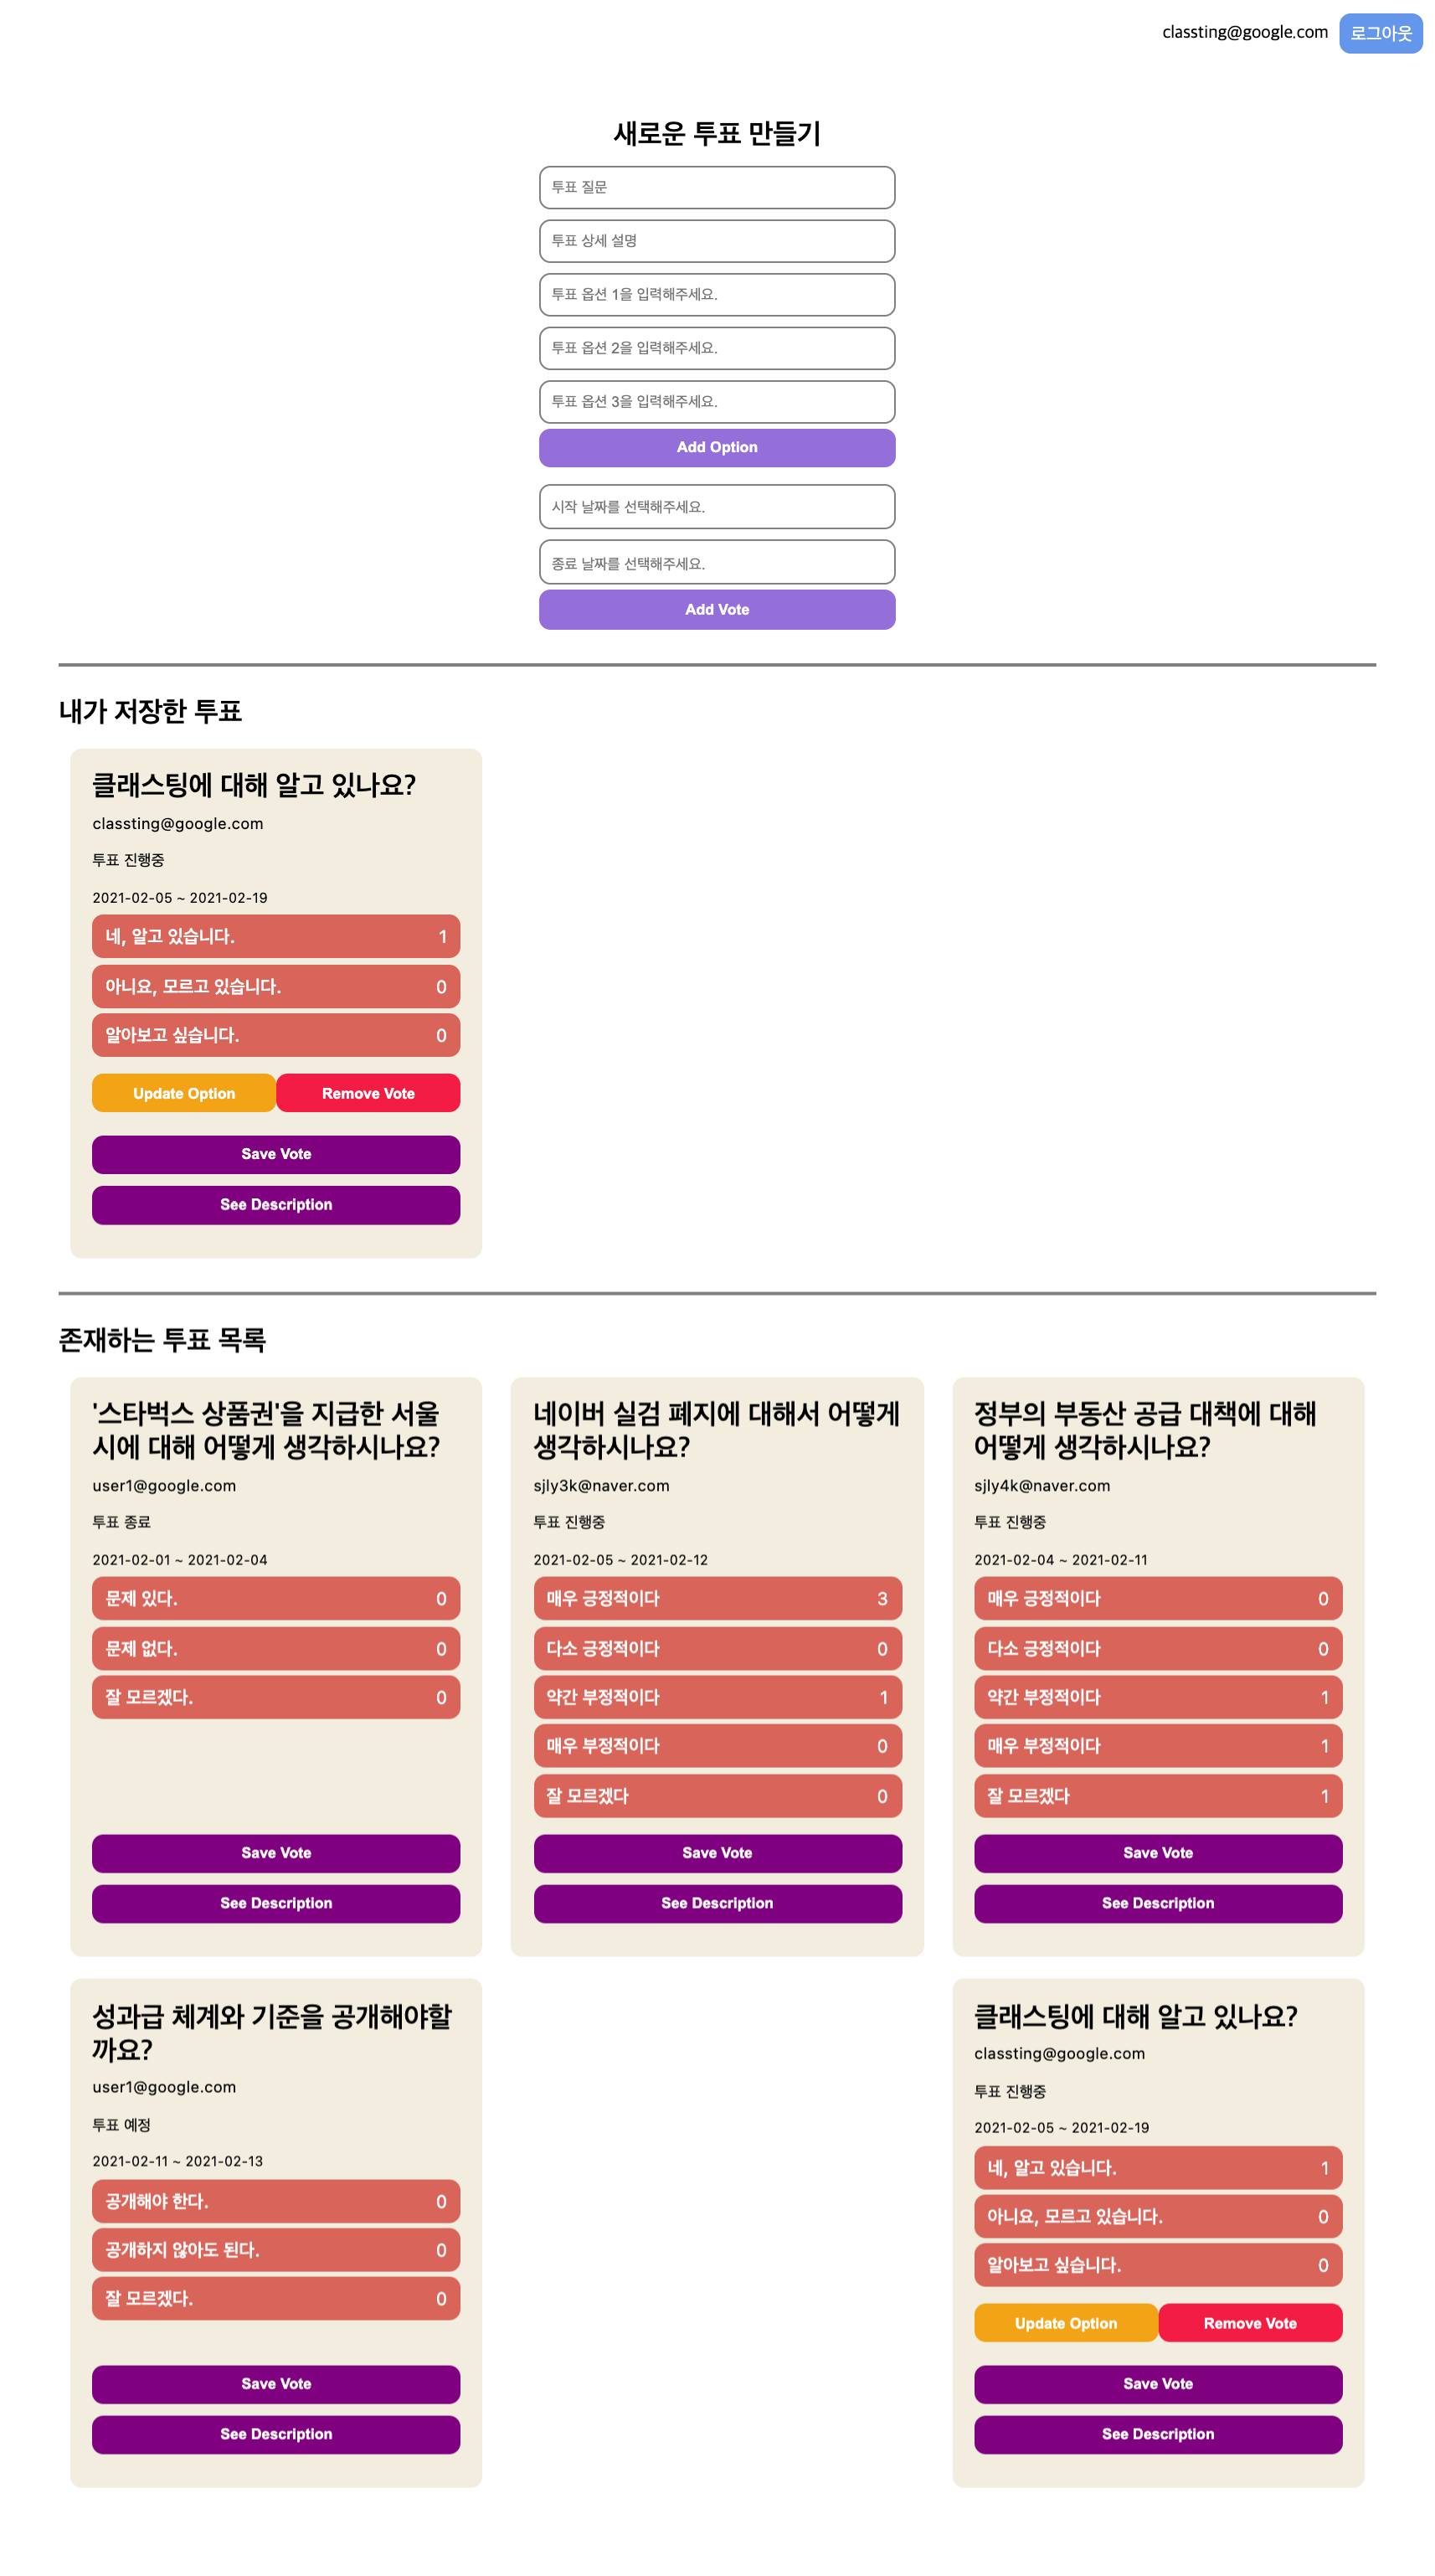 classting@google.com 로그아웃
새로운 투표 만들기
투표 질문
투표 상세 설명
투표 옵션 1을 입력해주세요.
투표 옵션 2을 입력해주세요.
투표 옵션 3을 입력해주세요.
Add Option
시작 날짜를 선택해주세요.
종료 날짜를 선택해주세요.
Add Vote
내가 저장한 투표
클래스팅에 대해 알고 있나요?
classting@google.com
투표 진행중
2021-02-05 ~ 2021-02-19
네, 알고 있습니다. 1
아니요, 모르고 있습니다. 0
알아보고 싶습니다. 0
Update Option Remove Vote
Save Vote
See Description
존재하는 투표 목록
'스타벅스 상품권'을 지급한 서울
시에 대해 어떻게 생각하시나요?
user1@google.com
투표 종료
2021-02-01 ~ 2021-02-04
문제 있다. 0
문제 없다. 0
잘 모르겠다. 0
Save Vote
See Description
네이버 실검 폐지에 대해서 어떻게
생각하시나요?
sjly3k@naver.com
투표 진행중
2021-02-05 ~ 2021-02-12
매우 긍정적이다 3
다소 긍정적이다 0
약간 부정적이다 1
매우 부정적이다 0
잘 모르겠다 0
Save Vote
See Description
정부의 부동산 공급 대책에 대해
어떻게 생각하시나요?
sjly4k@naver.com
투표 진행중
2021-02-04 ~ 2021-02-11
매우 긍정적이다 0
다소 긍정적이다 0
약간 부정적이다 1
매우 부정적이다 1
잘 모르겠다 1
Save Vote
See Description
성과급 체계와 기준을 공개해야할
까요?
user1@google.com
투표 예정
2021-02-11 ~ 2021-02-13
공개해야 한다. 0
공개하지 않아도 된다. 0
잘 모르겠다. 0
Save Vote
See Description
클래스팅에 대해 알고 있나요?
classting@google.com
투표 진행중
2021-02-05 ~ 2021-02-19
네, 알고 있습니다. 1
아니요, 모르고 있습니다. 0
알아보고 싶습니다. 0
Update Option Remove Vote
Save Vote
See Description